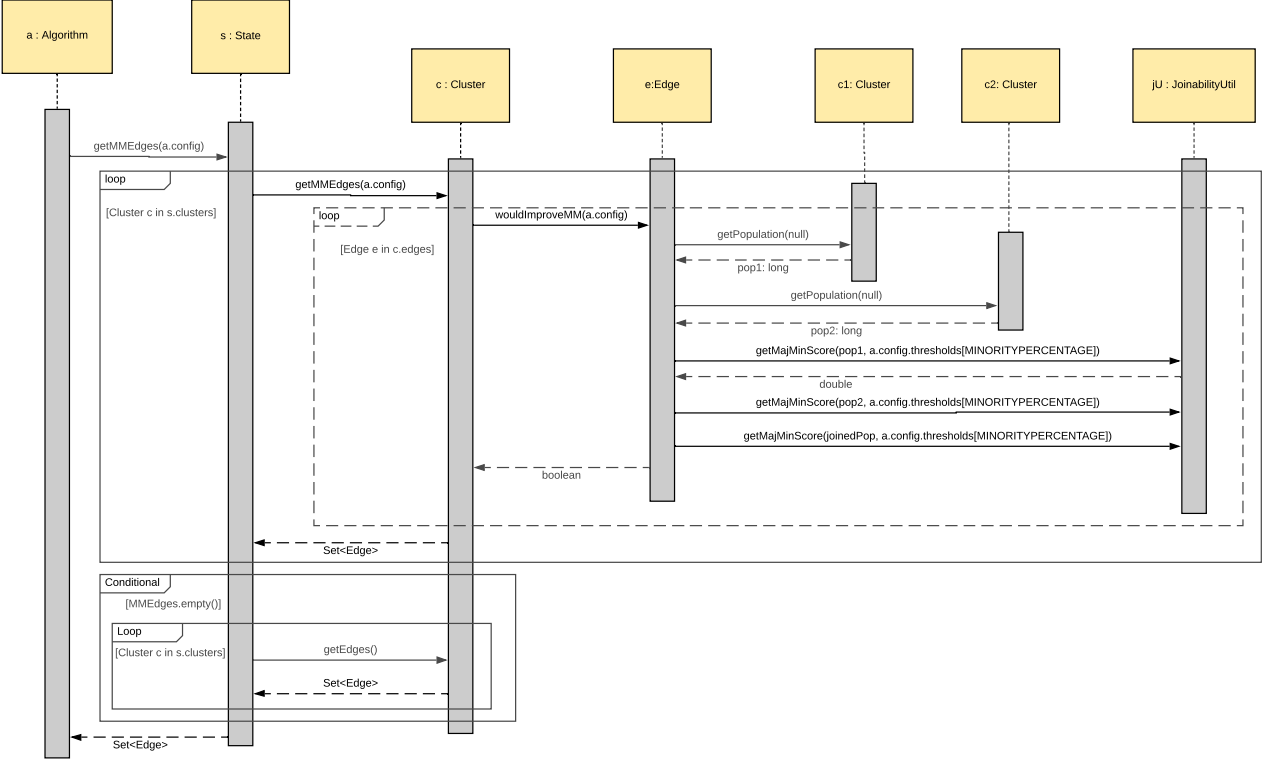 a : Algorithm
s : State
c : Cluster
e:Edge
c1: Cluster
c2: Cluster
jU : JoinabilityUtil
getMMEdges(a.config)
loop
[Cluster c in s.clusters]
getMMEdges(a.config)
loop
[Edge e in c.edges]
wouldImproveMM(a.config)
getPopulation(null)
pop1: long
getPopulation(null)
pop2: long
getMajMinScore(pop1, a.config.thresholds[MINORITYPERCENTAGE])
double
getMajMinScore(pop2, a.config.thresholds[MINORITYPERCENTAGE])
getMajMinScore(joinedPop, a.config.thresholds[MINORITYPERCENTAGE])
boolean
Set<Edge>
Conditional
[MMEdges.empty()]
Loop
[Cluster c in s.clusters]
getEdges()
Set<Edge>
Set<Edge>